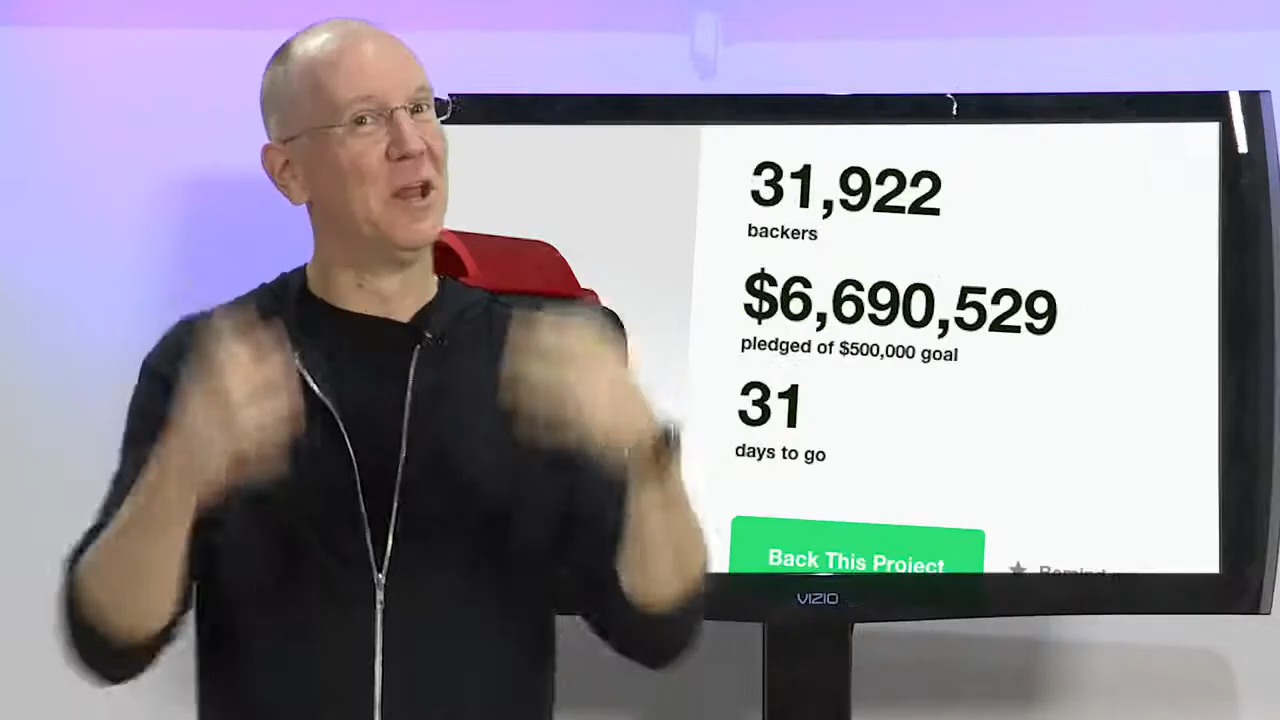 31,922
backers
$6,690,529
pledged of $500,000 goal
31
days to go
Back This Project
VIZIO